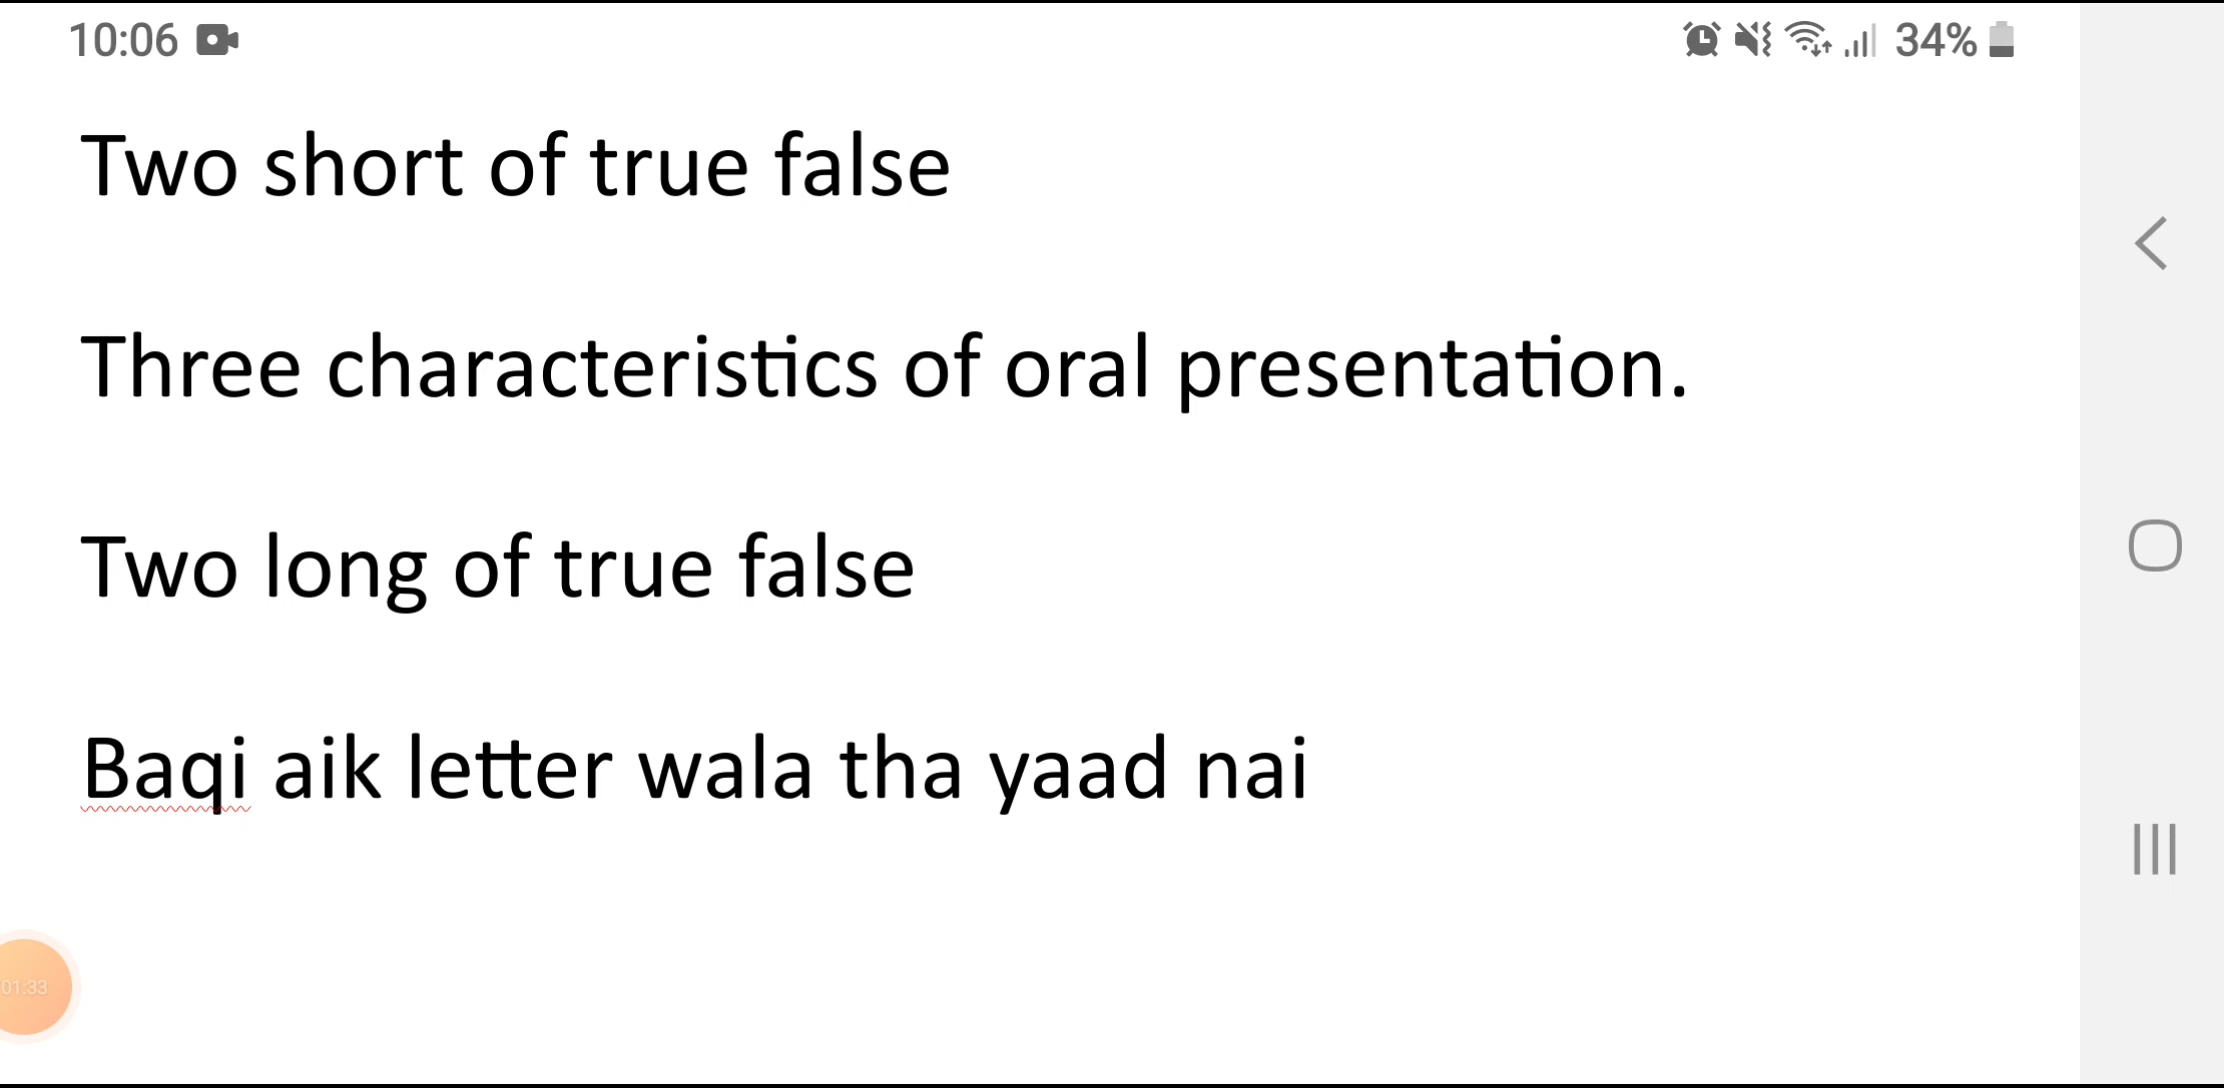 10:06 34%
Two short of true false
Three characteristics of oral presentation.
Two long of true false
Baqi aik letter wala tha yaad nai
01:33